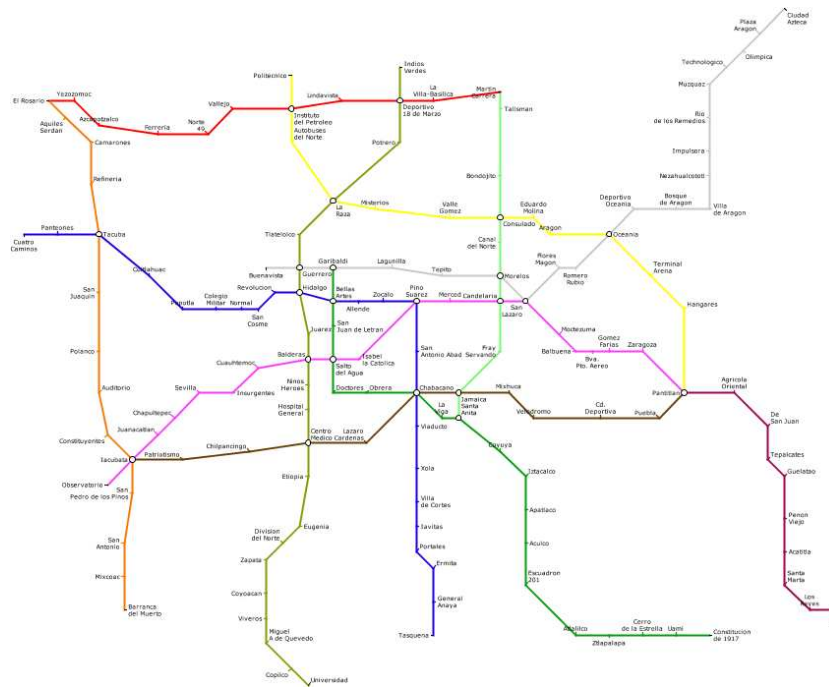 Ciudad
Azteca
Plaza
Aragon
Olimpica
Technologico
Muzquz
Rio
de los Remedios
Impulsera
Nezahualcototl
Villa
de Aragon
Bosque
de Aragon
Deportivo
Oceania
Oceania
Indios
Verdes
Politecnico
El Rosario
Yezozomoc
Azcapotzalco
Ferreria
Norte
45
Vallejo
Instituto
del Petroleo
Autobuses
del Norte
Lindavista
Deportivo
18 de Marzo
La
Villa-Basilica
Martin
Carrera
Talisman
Bondojito
Aquiles
Serdan
Camarones
Refineria
Tacuba
Panteones
Cuatro
Caminos
Potrero
La
Raza
Misterios
Valle
Gomez
Consulado
Eduardo
Molina
Aragon
Canal
del Norte
Tlatelolco
Terminal
Arena
Hangares
Buenavista
Guerrero
Garibaldi
Lagunilla
Tepito
Morelos
Flores
Magon
Romero
Rubio
San
Lazaro
Cuitlahuac
Popotla
Colegio
Militar
Normal
San
Cosme
Revolucion
Hidalgo
Bellas
Artes
Allende
Zocalo
Pino
Suarez
Merced
Candelaria
San
Juaquin
Polanco
Auditorio
Constituyentes
Tacubata
Observatoria
Juanacatlan
Chapultepec
Sevilla
Insurgentes
Cuauhtemoc
Balderas
Juarez
San
Juan de Letran
Salto
del Agua
Isabel
la Catolica
San
Antonio Abad
Fray
Servando
Moctezuma
Balbuena
Bva.
Pto. Aereo
Gomez
Farias
Zaragoza
Pantitlan
Ninos
Heroes
Hospital
General
Doctores
Obrera
Chabacano
La
Viga
Jamaica
Santa
Anita
Mixhuca
Velodromo
Cd.
Deportiva
Puebla
Agricola
Oriental
De
San Juan
Tepalcates
Guelatao
Penon
Viejo
Acatitla
Santa
Marta
Los
Reyes
Patriotismo
Chilpancingo
Centro
Medico
Lazaro
Cardenas
Viaducto
Xola
Villa
de Cortes
Javitas
Portales
Ermita
General
Anaya
Tasquena
Coyuya
Iztacalco
Apatlaco
Aculco
Escuadron
201
Atlalilco
Ztlapalapa
Cerro
de la Estrella
Uami
Constitucion
de 1917
San
Pedro de los Pinos
San
Antonio
Mixcoac
Barranca
del Muerto
Etiopia
Eugenia
Division
del Norte
Zapata
Coyoacan
Viveros
Miguel
A de Quevedo
Copilco
Universidad